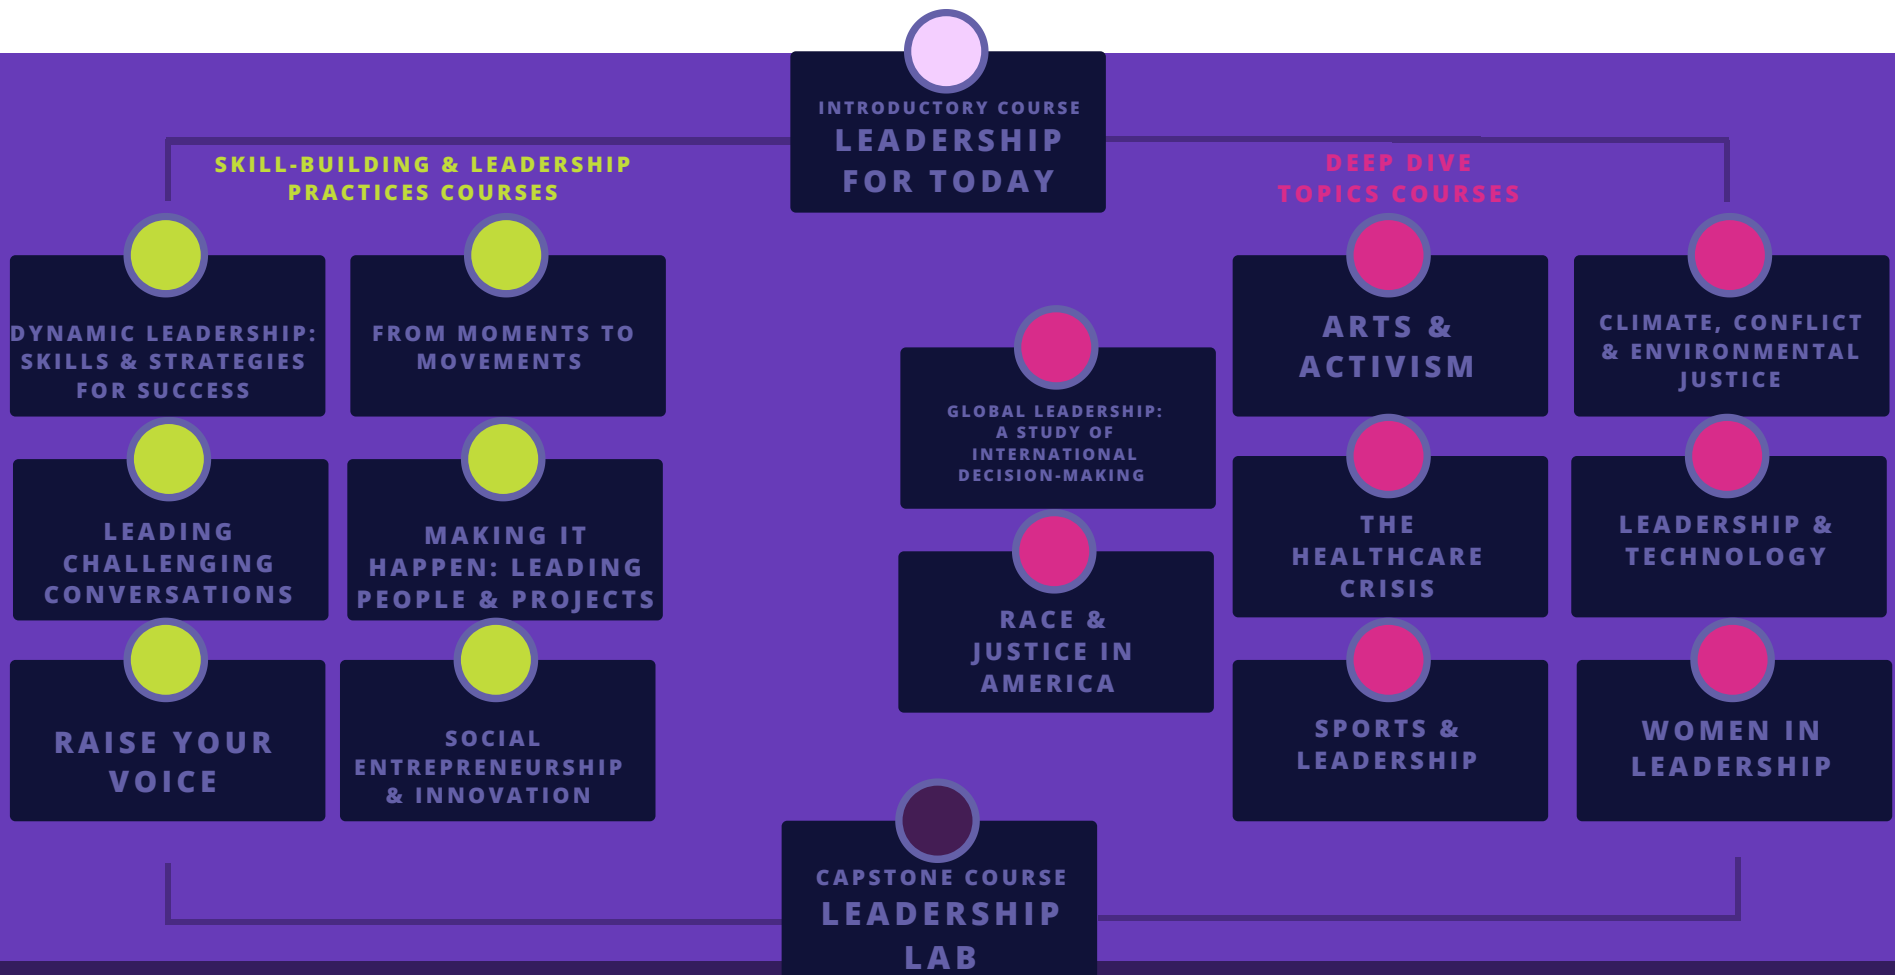 INTRODUCTORY COURSE
LEADERSHIP
FOR TODAY
SKILL-BUILDING & LEADERSHIP
PRACTICES COURSES
DYNAMIC LEADERSHIP:
SKILLS & STRATEGIES
FOR SUCCESS
FROM MOMENTS TO
MOVEMENTS
LEADING
CHALLENGING
CONVERSATIONS
MAKING IT
HAPPEN: LEADING
PEOPLE & PROJECTS
RAISE YOUR
VOICE
SOCIAL
ENTREPRENEURSHIP
& INNOVATION
DEEP DIVE
TOPICS COURSES
GLOBAL LEADERSHIP:
A STUDY OF
INTERNATIONAL
DECISION-MAKING
RACE &
JUSTICE IN
AMERICA
ARTS &
ACTIVISM
CLIMATE, CONFLICT
& ENVIRONMENTAL
JUSTICE
THE
HEALTHCARE
CRISIS
LEADERSHIP &
TECHNOLOGY
SPORTS &
LEADERSHIP
WOMEN IN
LEADERSHIP
CAPSTONE COURSE
LEADERSHIP
LAB